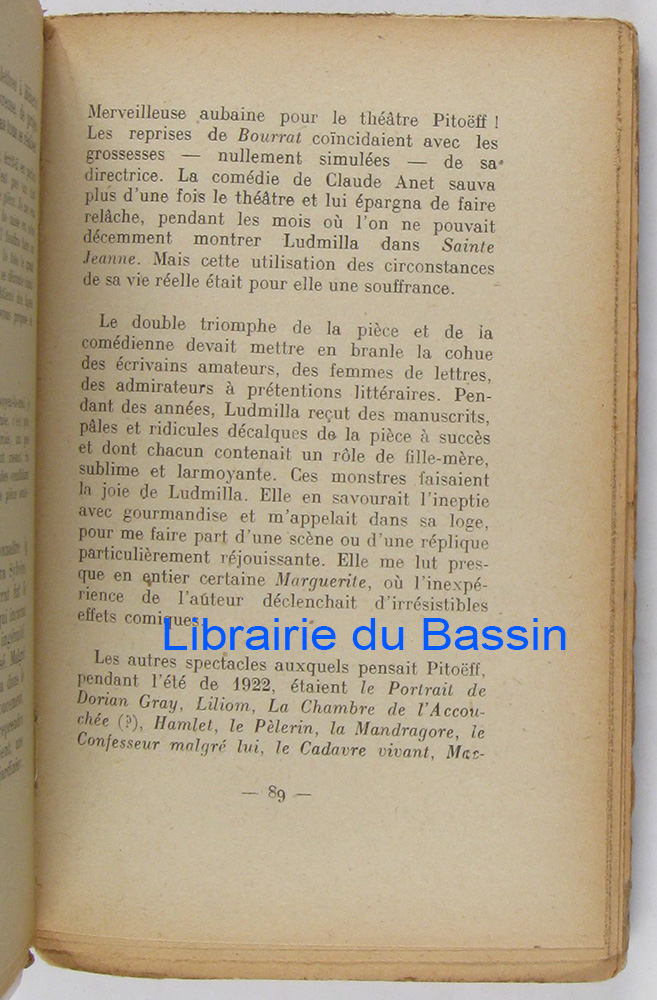 Merveilleuse aubaine pour le théâtre Pitoëff !
Les reprises de Bourrat coïncidaient avec les
grossesses — nullement simulées — de sa
directrice. La comédie de Claude Anet sauva
plus d'une fois le théâtre et lui épargna de faire
relâche, pendant les mois où l'on ne pouvait
décemment montrer Ludmilla dans Sainte
Jeanne. Mais cette utilisation des circonstances
de sa vie réelle était pour elle une souffrance.
Le double triomphe de la pièce et de la
comédienne devait mettre en branle la cohue
des écrivains amateurs, des femmes de lettres,
des admirateurs à prétentions littéraires. Pen-
dant des années, Ludmilla reçut des manuscrits,
pâles et ridicules décalques de la pièce à succès
et dont chacun contenait un rôle de fille-mère,
sublime et larmoyante. Ces monstres faisaient
la joie de Ludmilla. Elle en savourait l'ineptie
avec gourmandise et m'appelait dans sa loge,
pour me faire part d'une scène ou d'une réplique
particulièrement réjouissante. Elle me lut pres-
que en entier certaine Marguerite, où l'inexpé-
rience de l'auteur déclenchait d'irrésistibles
effets comiques.
Librairie du Bassin
Les autres spectacles auxquels pensait Pitoëff,
pendant l'été de 1922, étaient le Portrait de
Dorian Gray, Liliom, La Chambre de l'Accou-
chée (?), Hamlet, le Pèlerin, la Mandragore, le
Confesseur malgré lui, le Cadavre vivant, Mac-
— 89 —